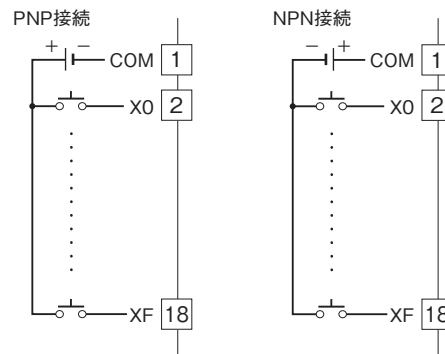 PNP接続
+ − COM 1
X0 2
XF 18
NPN接続
− + COM 1
X0 2
XF 18